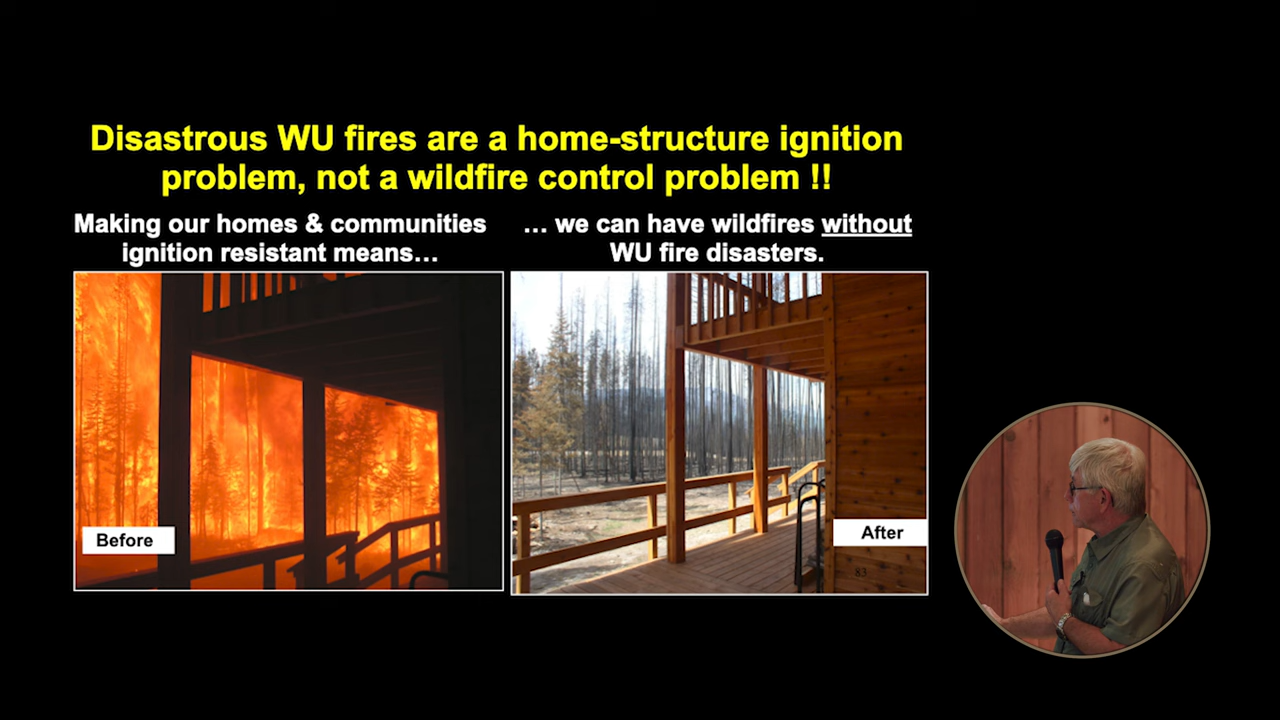 Disastrous WU fires are a home-structure ignition
problem, not a wildfire control problem !!
Making our homes & communities
ignition resistant means…
… we can have wildfires without
WU fire disasters.
Before
After
83